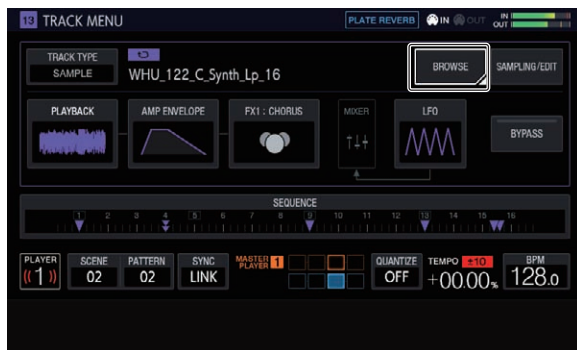 13 TRACK MENU
PLATE REVERB
IN
OUT
IN
OUT
TRACK TYPE
SAMPLE
WHU_122_C_Synth_Lp_16
BROWSE
SAMPLING/EDIT
PLAYBACK
AMP ENVELOPE
FX1 : CHORUS
MIXER
LFO
BYPASS
SEQUENCE
1 2 3 4 5 6 7 8 9 10 11 12 13 14 15 16
PLAYER
1
SCENE
02
PATTERN
02
SYNC
LINK
MASTER
PLAYER
1
QUANTIZE
OFF
TEMPO ±10
+00.00%
BPM
128.0